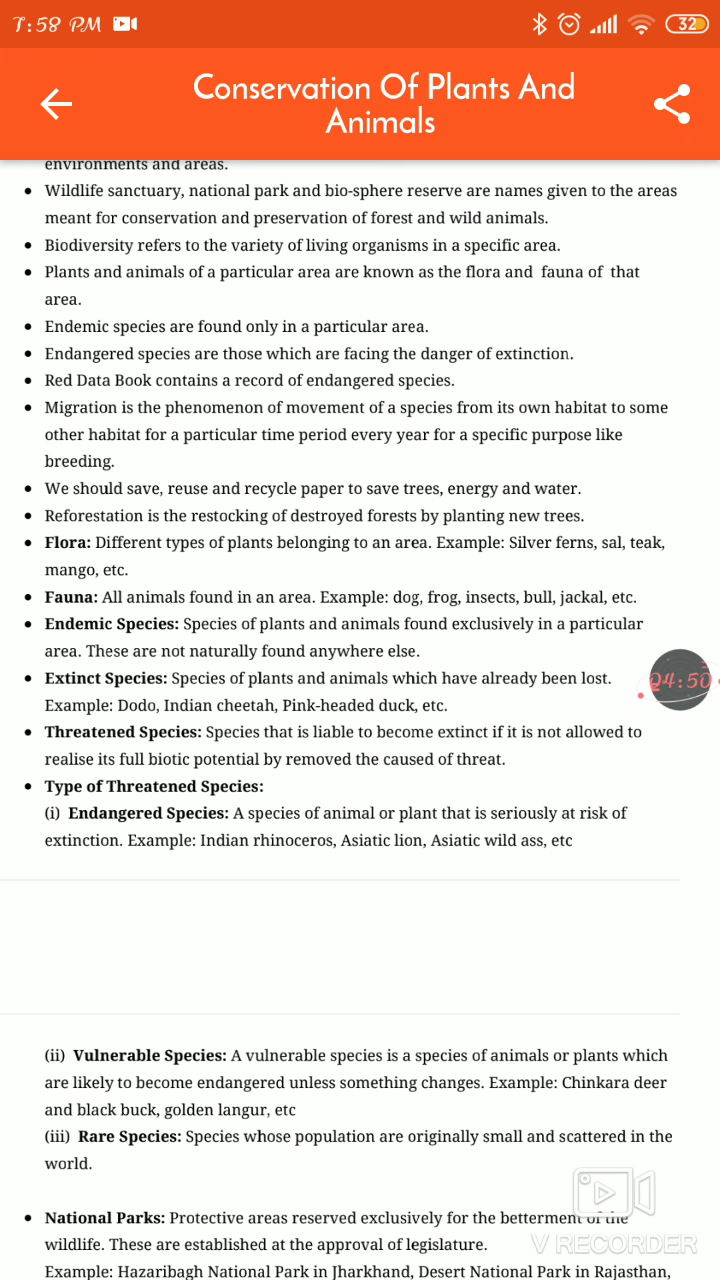 7:58 PM
32
Conservation Of Plants And
Animals
environments and areas.
• Wildlife sanctuary, national park and bio-sphere reserve are names given to the areas
meant for conservation and preservation of forest and wild animals.
• Biodiversity refers to the variety of living organisms in a specific area.
• Plants and animals of a particular area are known as the flora and fauna of that
area.
• Endemic species are found only in a particular area.
• Endangered species are those which are facing the danger of extinction.
• Red Data Book contains a record of endangered species.
• Migration is the phenomenon of movement of a species from its own habitat to some
other habitat for a particular time period every year for a specific purpose like
breeding.
• We should save, reuse and recycle paper to save trees, energy and water.
• Reforestation is the restocking of destroyed forests by planting new trees.
• Flora: Different types of plants belonging to an area. Example: Silver ferns, sal, teak,
mango, etc.
• Fauna: All animals found in an area. Example: dog, frog, insects, bull, jackal, etc.
• Endemic Species: Species of plants and animals found exclusively in a particular
area. These are not naturally found anywhere else.
• Extinct Species: Species of plants and animals which have already been lost.
04:50
Example: Dodo, Indian cheetah, Pink-headed duck, etc.
• Threatened Species: Species that is liable to become extinct if it is not allowed to
realise its full biotic potential by removed the caused of threat.
• Type of Threatened Species:
(i) Endangered Species: A species of animal or plant that is seriously at risk of
extinction. Example: Indian rhinoceros, Asiatic lion, Asiatic wild ass, etc
(ii) Vulnerable Species: A vulnerable species is a species of animals or plants which
are likely to become endangered unless something changes. Example: Chinkara deer
and black buck, golden langur, etc
(iii) Rare Species: Species whose population are originally small and scattered in the
world.
• National Parks: Protective areas reserved exclusively for the betterment of the
wildlife. These are established at the approval of legislature.
V RECORDER
Example: Hazaribagh National Park in Jharkhand, Desert National Park in Rajasthan,